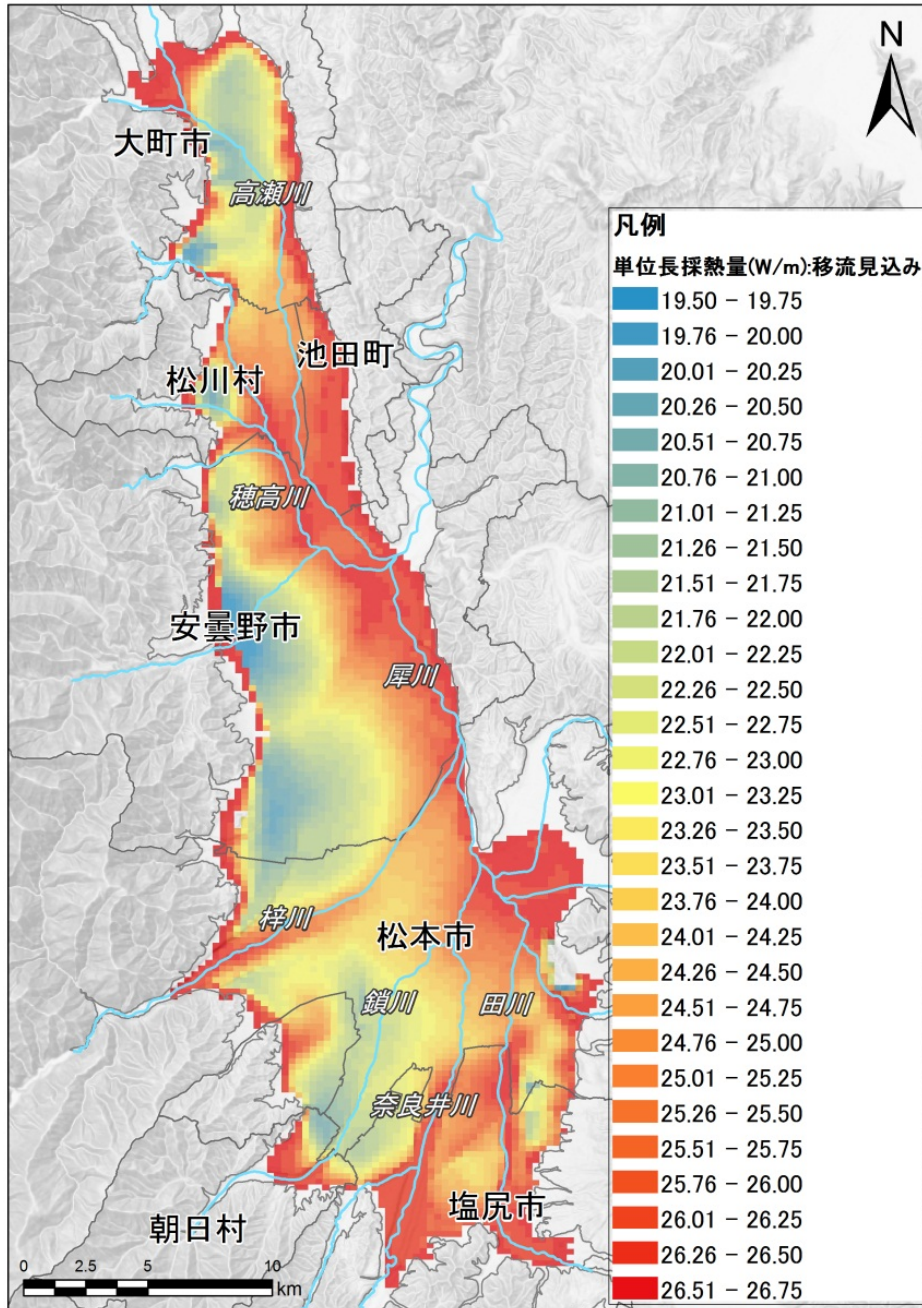 N
大町市
高瀬川
池田町
松川村
穂高川
安曇野市
犀川
梓川
松本市
鎖川
田川
奈良井川
塩尻市
朝日村
0 2.5 5 10
km
凡例
単位長採熱量(W/m):移流見込み
19.50 - 19.75
19.76 - 20.00
20.01 - 20.25
20.26 - 20.50
20.51 - 20.75
20.76 - 21.00
21.01 - 21.25
21.26 - 21.50
21.51 - 21.75
21.76 - 22.00
22.01 - 22.25
22.26 - 22.50
22.51 - 22.75
22.76 - 23.00
23.01 - 23.25
23.26 - 23.50
23.51 - 23.75
23.76 - 24.00
24.01 - 24.25
24.26 - 24.50
24.51 - 24.75
24.76 - 25.00
25.01 - 25.25
25.26 - 25.50
25.51 - 25.75
25.76 - 26.00
26.01 - 26.25
26.26 - 26.50
26.51 - 26.75